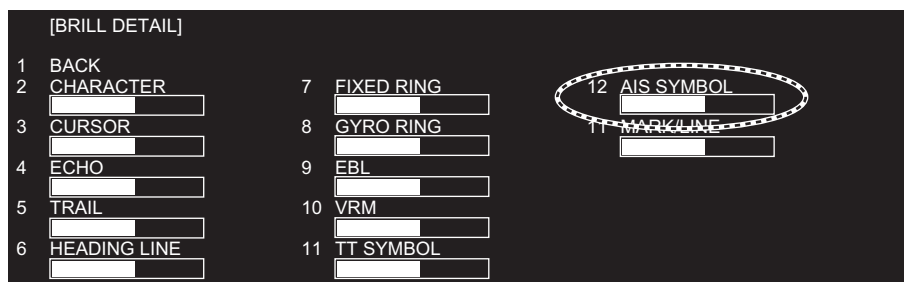 [BRILL DETAIL]
1 BACK
2 CHARACTER
3 CURSOR
4 ECHO
5 TRAIL
6 HEADING LINE
7 FIXED RING
8 GYRO RING
9 EBL
10 VRM
11 TT SYMBOL
12 AIS SYMBOL
11 MARK/LINE